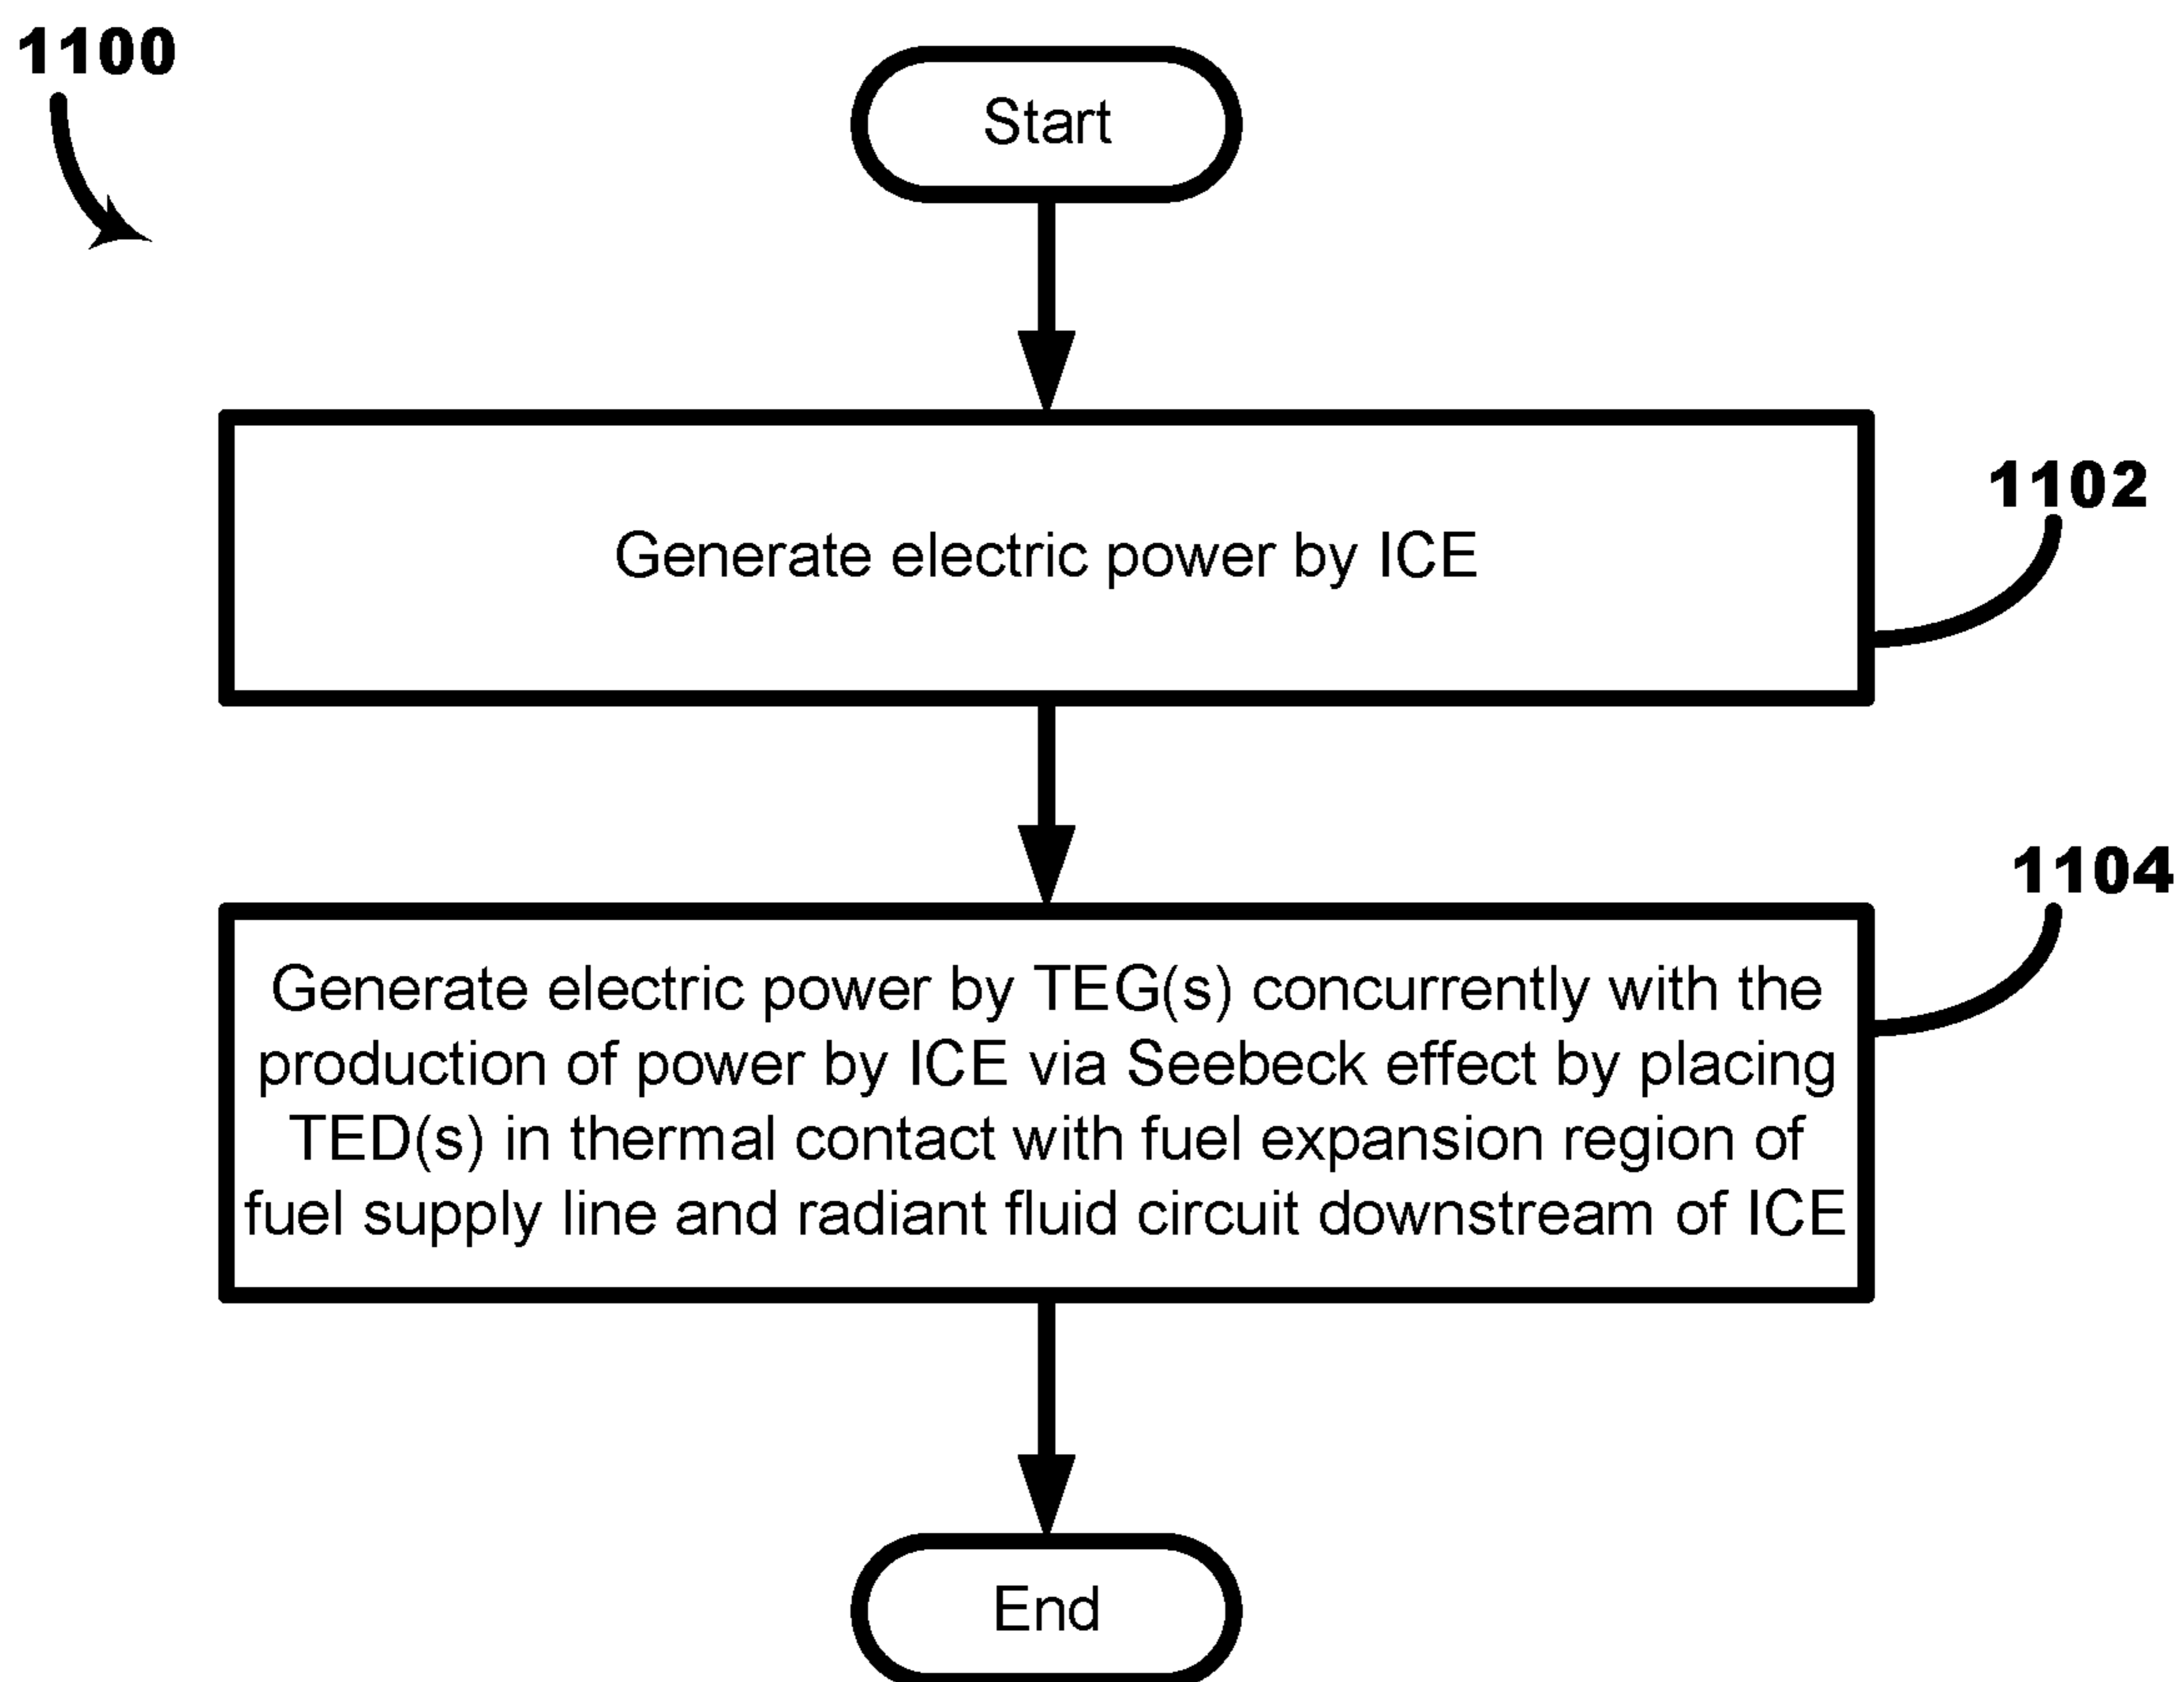 1100
Start
Generate electric power by ICE
1102
1104
Generate electric power by TEG(s) concurrently with the
production of power by ICE via Seebeck effect by placing
TED(s) in thermal contact with fuel expansion region of
fuel supply line and radiant fluid circuit downstream of ICE
End